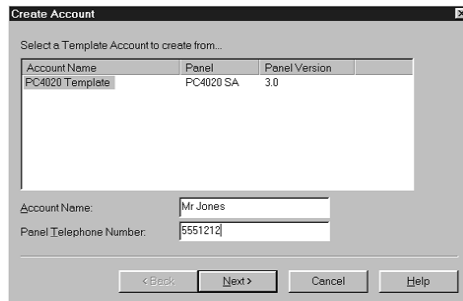 Create Account
Select a Template Account to create from...
Account Name Panel Panel Version
PC4020 Template PC4020 SA 3.0
Account Name: Mr Jones
Panel Telephone Number: 5551212
<Back Next> Cancel Help